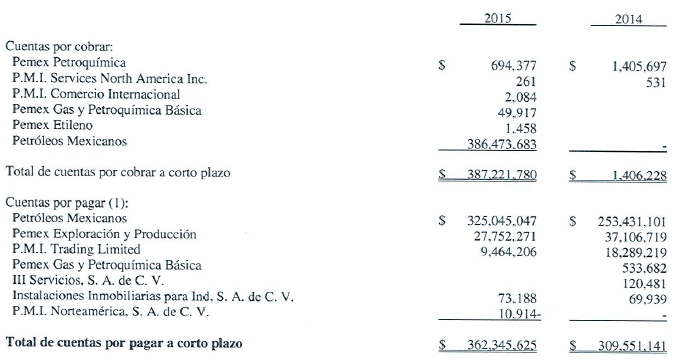 2015 2014
Cuentas por cobrar:
Pemex Petroquímica $ 694,377 $ 1,405,697
P.M.I. Services North America Inc. 261 531
P.M.I. Comercio Internacional 2,084
Pemex Gas y Petroquímica Básica 49,917
Pemex Etileno 1,458
Petróleos Mexicanos 386,473,683 -
Total de cuentas por cobrar a corto plazo $ 387,221,780 $ 1,406,228
Cuentas por pagar (1):
Petróleos Mexicanos $ 325,045,047 $ 253,431,101
Pemex Exploración y Producción 27,752,271 37,106,719
P.M.I. Trading Limited 9,464,206 18,289,219
Pemex Gas y Petroquímica Básica 533,682
III Servicios, S. A. de C. V. 120,481
Instalaciones Inmobiliarias para Ind, S. A. de C. V. 73,188 69,939
P.M.I. Norteamérica, S. A. de C. V. 10,914- -
Total de cuentas por pagar a corto plazo $ 362,345,625 $ 309,551,141